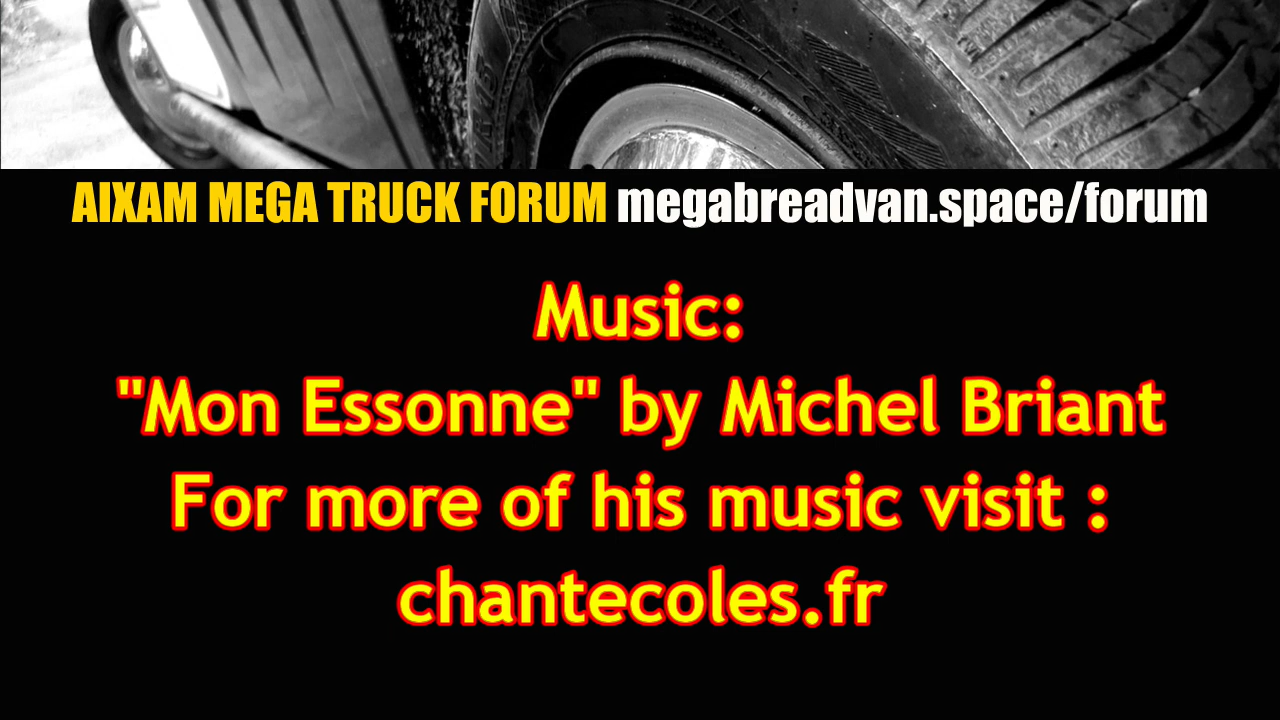 AIXAM MEGA TRUCK FORUM megabreadvan.space/forum
Music:
"Mon Essonne" by Michel Briant
For more of his music visit :
chantecoles.fr